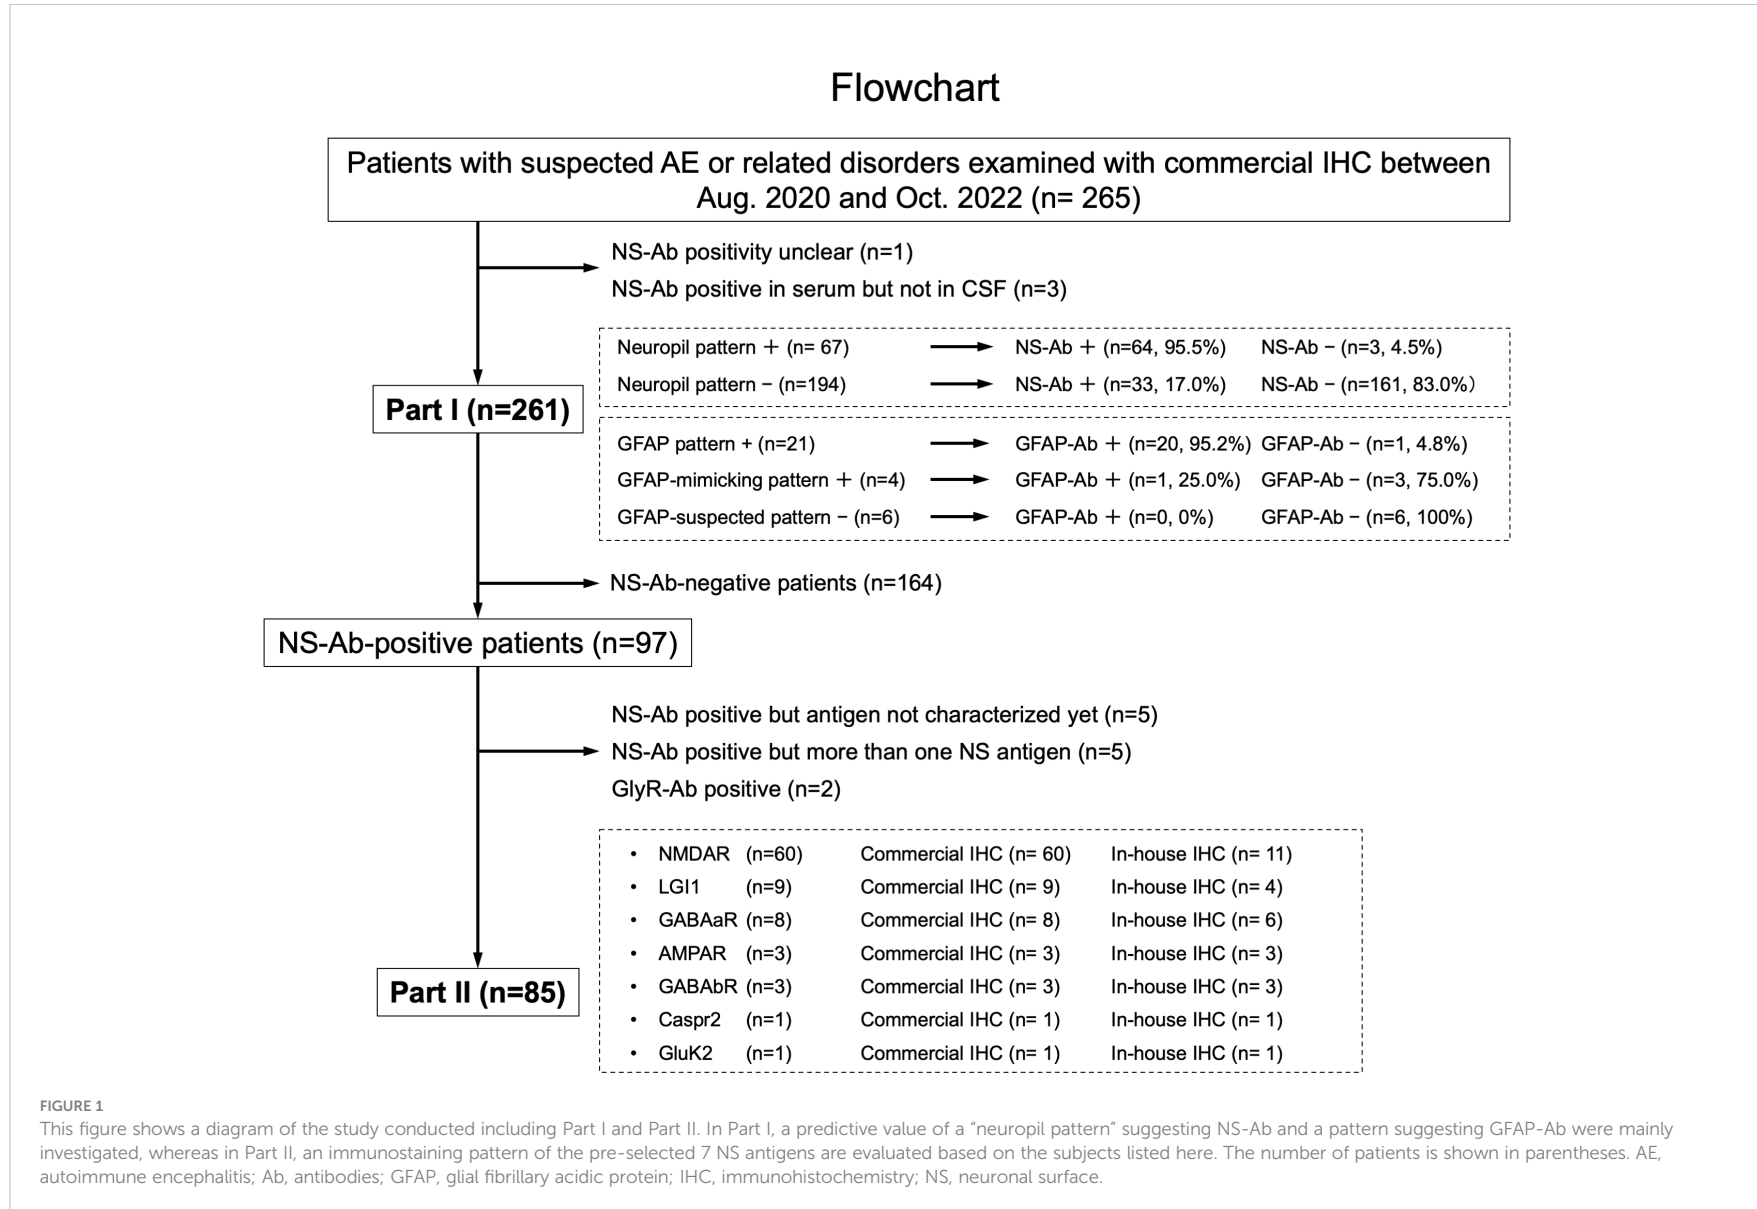 Flowchart
Patients with suspected AE or related disorders examined with commercial IHC between
Aug. 2020 and Oct. 2022 (n= 265)
NS-Ab positivity unclear (n=1)
NS-Ab positive in serum but not in CSF (n=3)
Neuropil pattern + (n= 67) NS-Ab + (n=64, 95.5%) NS-Ab − (n=3, 4.5%)
Neuropil pattern − (n=194) NS-Ab + (n=33, 17.0%) NS-Ab − (n=161, 83.0%)
Part I (n=261)
GFAP pattern + (n=21) GFAP-Ab + (n=20, 95.2%) GFAP-Ab − (n=1, 4.8%)
GFAP-mimicking pattern + (n=4) GFAP-Ab + (n=1, 25.0%) GFAP-Ab − (n=3, 75.0%)
GFAP-suspected pattern − (n=6) GFAP-Ab + (n=0, 0%) GFAP-Ab − (n=6, 100%)
NS-Ab-negative patients (n=164)
NS-Ab-positive patients (n=97)
NS-Ab positive but antigen not characterized yet (n=5)
NS-Ab positive but more than one NS antigen (n=5)
GlyR-Ab positive (n=2)
• NMDAR (n=60) Commercial IHC (n= 60) In-house IHC (n= 11)
• LGI1 (n=9) Commercial IHC (n= 9) In-house IHC (n= 4)
• GABAaR (n=8) Commercial IHC (n= 8) In-house IHC (n= 6)
• AMPAR (n=3) Commercial IHC (n= 3) In-house IHC (n= 3)
• GABAbR (n=3) Commercial IHC (n= 3) In-house IHC (n= 3)
Part II (n=85)
• Caspr2 (n=1) Commercial IHC (n= 1) In-house IHC (n= 1)
• GluK2 (n=1) Commercial IHC (n= 1) In-house IHC (n= 1)
FIGURE 1
This figure shows a diagram of the study conducted including Part I and Part II. In Part I, a predictive value of a “neuropil pattern” suggesting NS-Ab and a pattern suggesting GFAP-Ab were mainly
investigated, whereas in Part II, an immunostaining pattern of the pre-selected 7 NS antigens are evaluated based on the subjects listed here. The number of patients is shown in parentheses. AE,
autoimmune encephalitis; Ab, antibodies; GFAP, glial fibrillary acidic protein; IHC, immunohistochemistry; NS, neuronal surface.